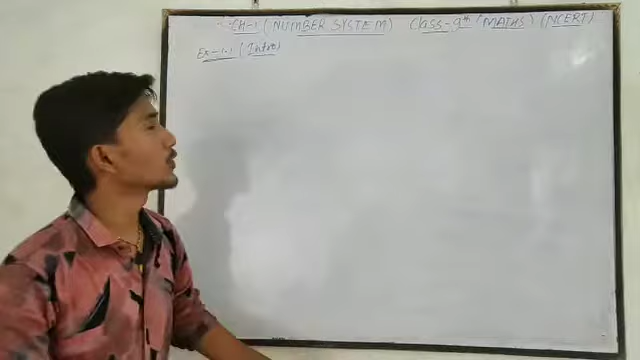 CH-1 (NUMBER SYSTEM) Class-9th "MATHS" (NCERT)
Ex-1.1 (Intro)